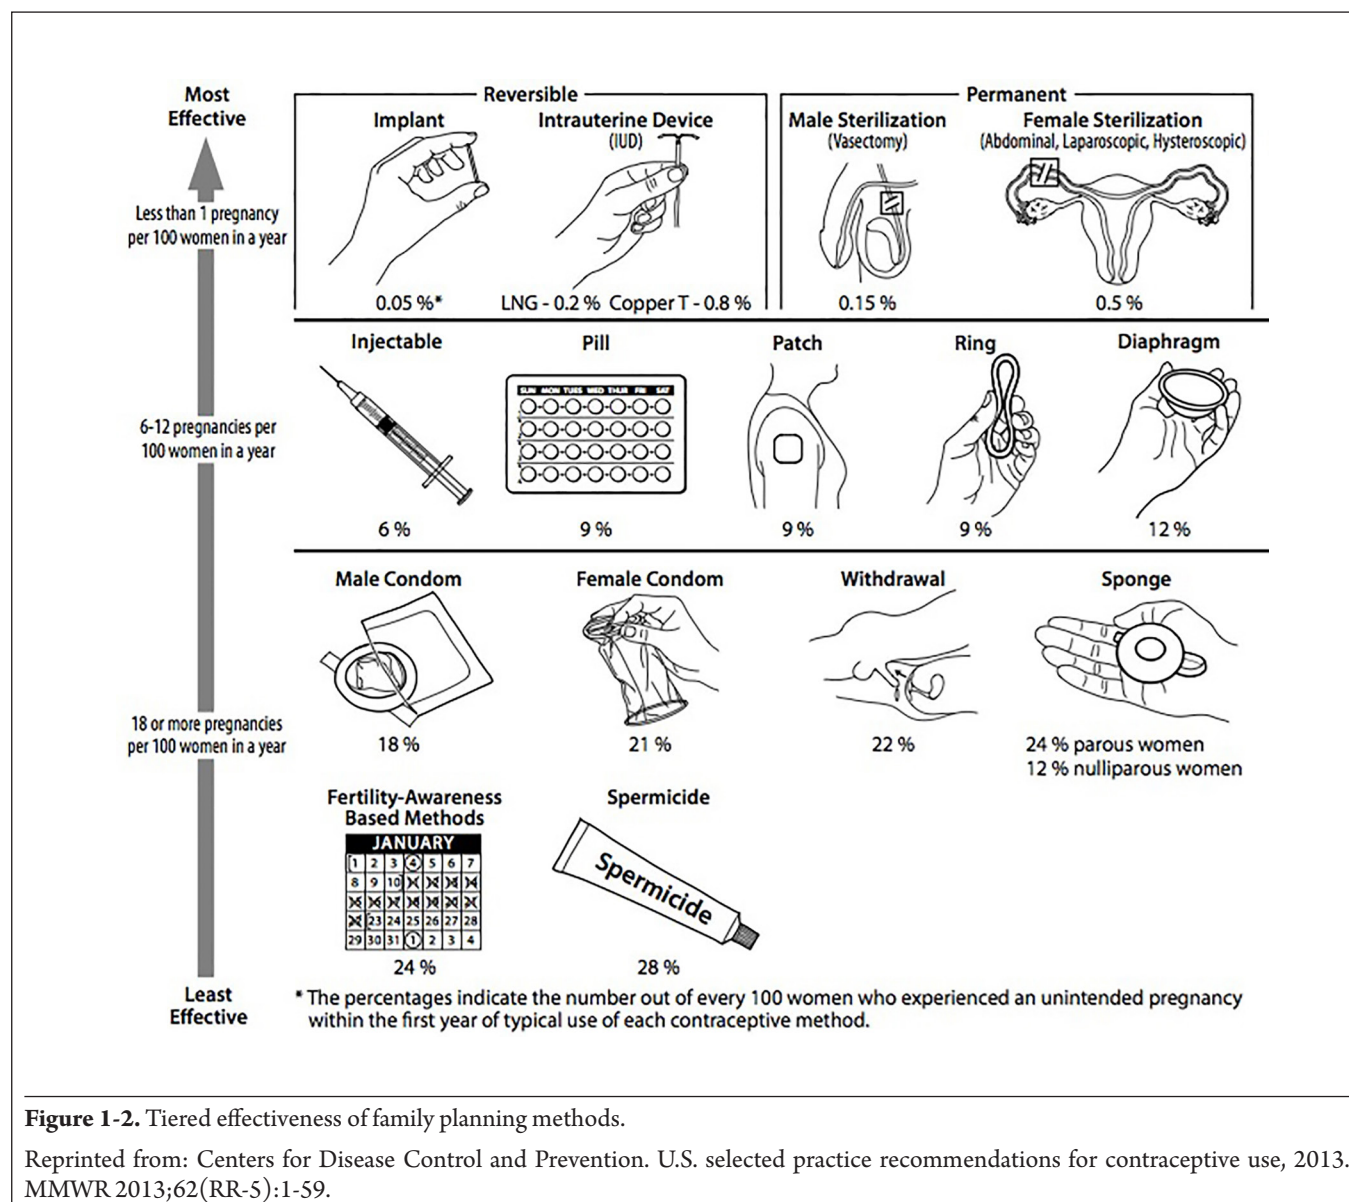 Most
Effective
Less than 1 pregnancy
per 100 women in a year
6-12 pregnancies per
100 women in a year
18 or more pregnancies
per 100 women in a year
Least
Effective
Reversible
Permanent
Implant
Intrauterine Device
(IUD)
Male Sterilization
(Vasectomy)
Female Sterilization
(Abdominal, Laparoscopic, Hysteroscopic)
0.05 %*
LNG - 0.2 % Copper T - 0.8 %
0.15 %
0.5 %
Injectable
Pill
Patch
Ring
Diaphragm
SUN MON TUES WED THUR FRI SAT
6 %
9 %
9 %
9 %
12 %
Male Condom
Female Condom
Withdrawal
Sponge
18 %
21 %
22 %
24 % parous women
12 % nulliparous women
Fertility-Awareness
Based Methods
Spermicide
JANUARY
1 2 3 4 5 6 7
8 9 10
23 24 25 26 27 28
29 30 31 1 2 3 4
Spermicide
24 %
28 %
* The percentages indicate the number out of every 100 women who experienced an unintended pregnancy
within the first year of typical use of each contraceptive method.
Figure 1-2. Tiered effectiveness of family planning methods.
Reprinted from: Centers for Disease Control and Prevention. U.S. selected practice recommendations for contraceptive use, 2013.
MMWR 2013;62(RR-5):1-59.